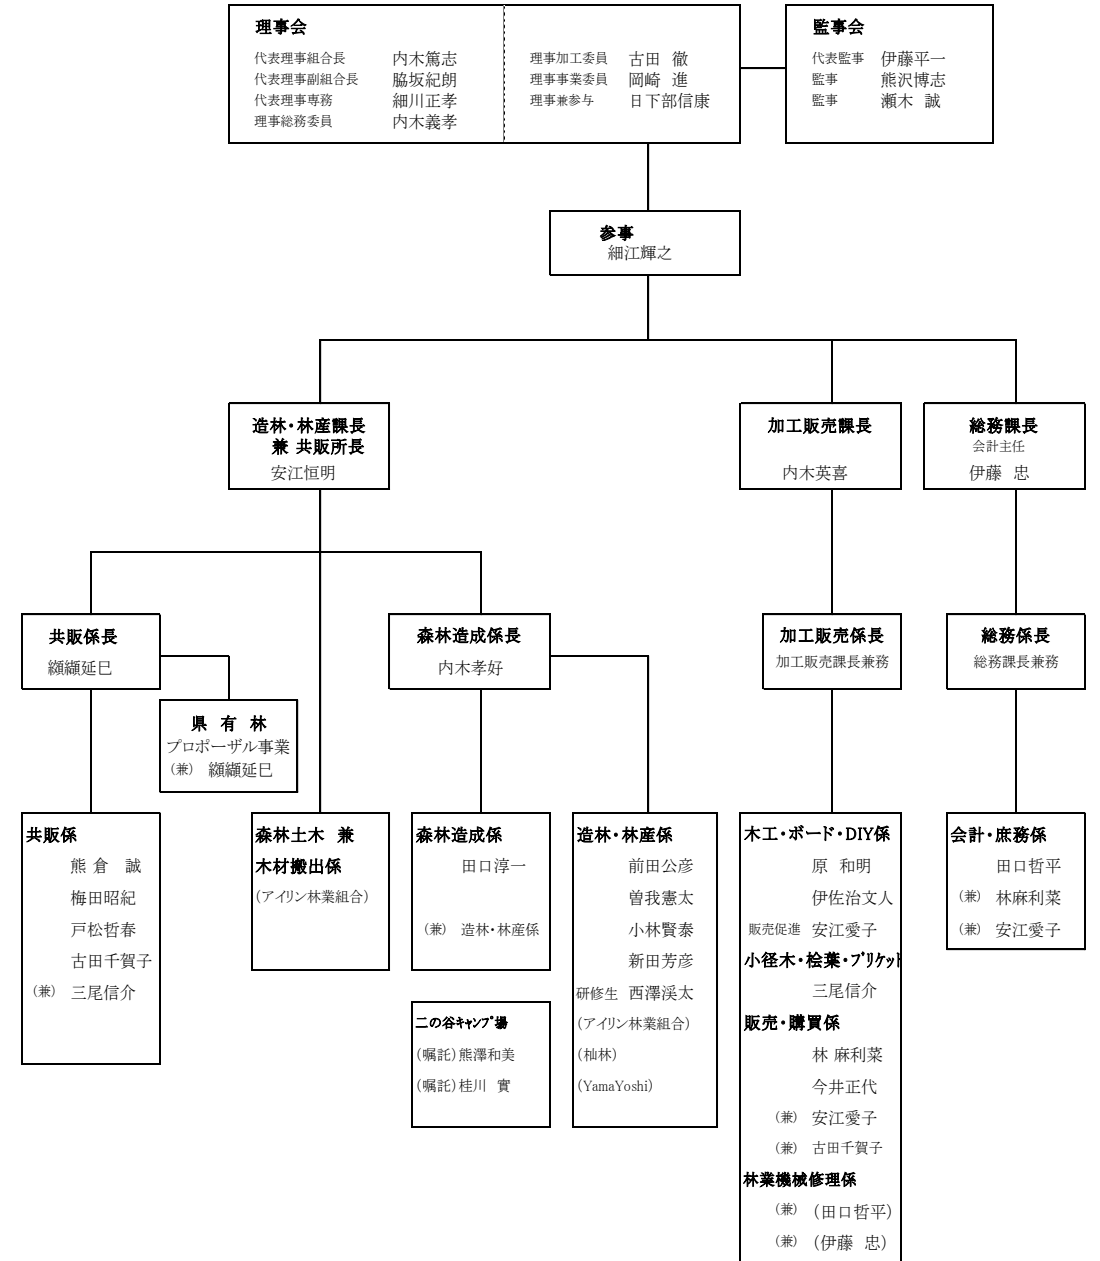 理事会
代表理事組合長 内木篤志
代表理事副組合長 脇坂紀朗
代表理事専務 細川正孝
理事総務委員 内木義孝
理事加工委員 古田 徹
理事事業委員 岡崎 進
理事兼参与 日下部信康
監事会
代表監事 伊藤平一
監事 熊沢博志
監事 瀬木 誠
参事
細江輝之
造林・林産課長
兼 共販所長
安江恒明
加工販売課長
内木英喜
総務課長
会計主任
伊藤 忠
共販係長
纐纈延巳
県 有 林
プロポーザル事業
（兼） 纐纈延巳
森林造成係長
内木孝好
加工販売係長
加工販売課長兼務
総務係長
総務課長兼務
共販係
熊 倉 誠
梅田昭紀
戸松哲春
古田千賀子
（兼） 三尾信介
森林土木 兼
木材搬出係
（アイリン林業組合）
森林造成係
田口淳一
（兼） 造林・林産係
二の谷ｷｬﾝﾌﾟ場
（嘱託）熊澤和美
（嘱託）桂川 實
造林・林産係
前田公彦
曽我憲太
小林賢泰
新田芳彦
研修生 西澤渓太
（アイリン林業組合）
（杣林）
（YamaYoshi）
木工・ボード・DIY係
原 和明
伊佐治文人
販売促進 安江愛子
小径木・桧葉・ﾌﾞﾘｹｯﾄ
三尾信介
販売・購買係
林 麻利菜
今井正代
（兼） 安江愛子
（兼） 古田千賀子
林業機械修理係
（兼） （田口哲平）
（兼） （伊藤 忠）
会計・庶務係
田口哲平
（兼） 林麻利菜
（兼） 安江愛子